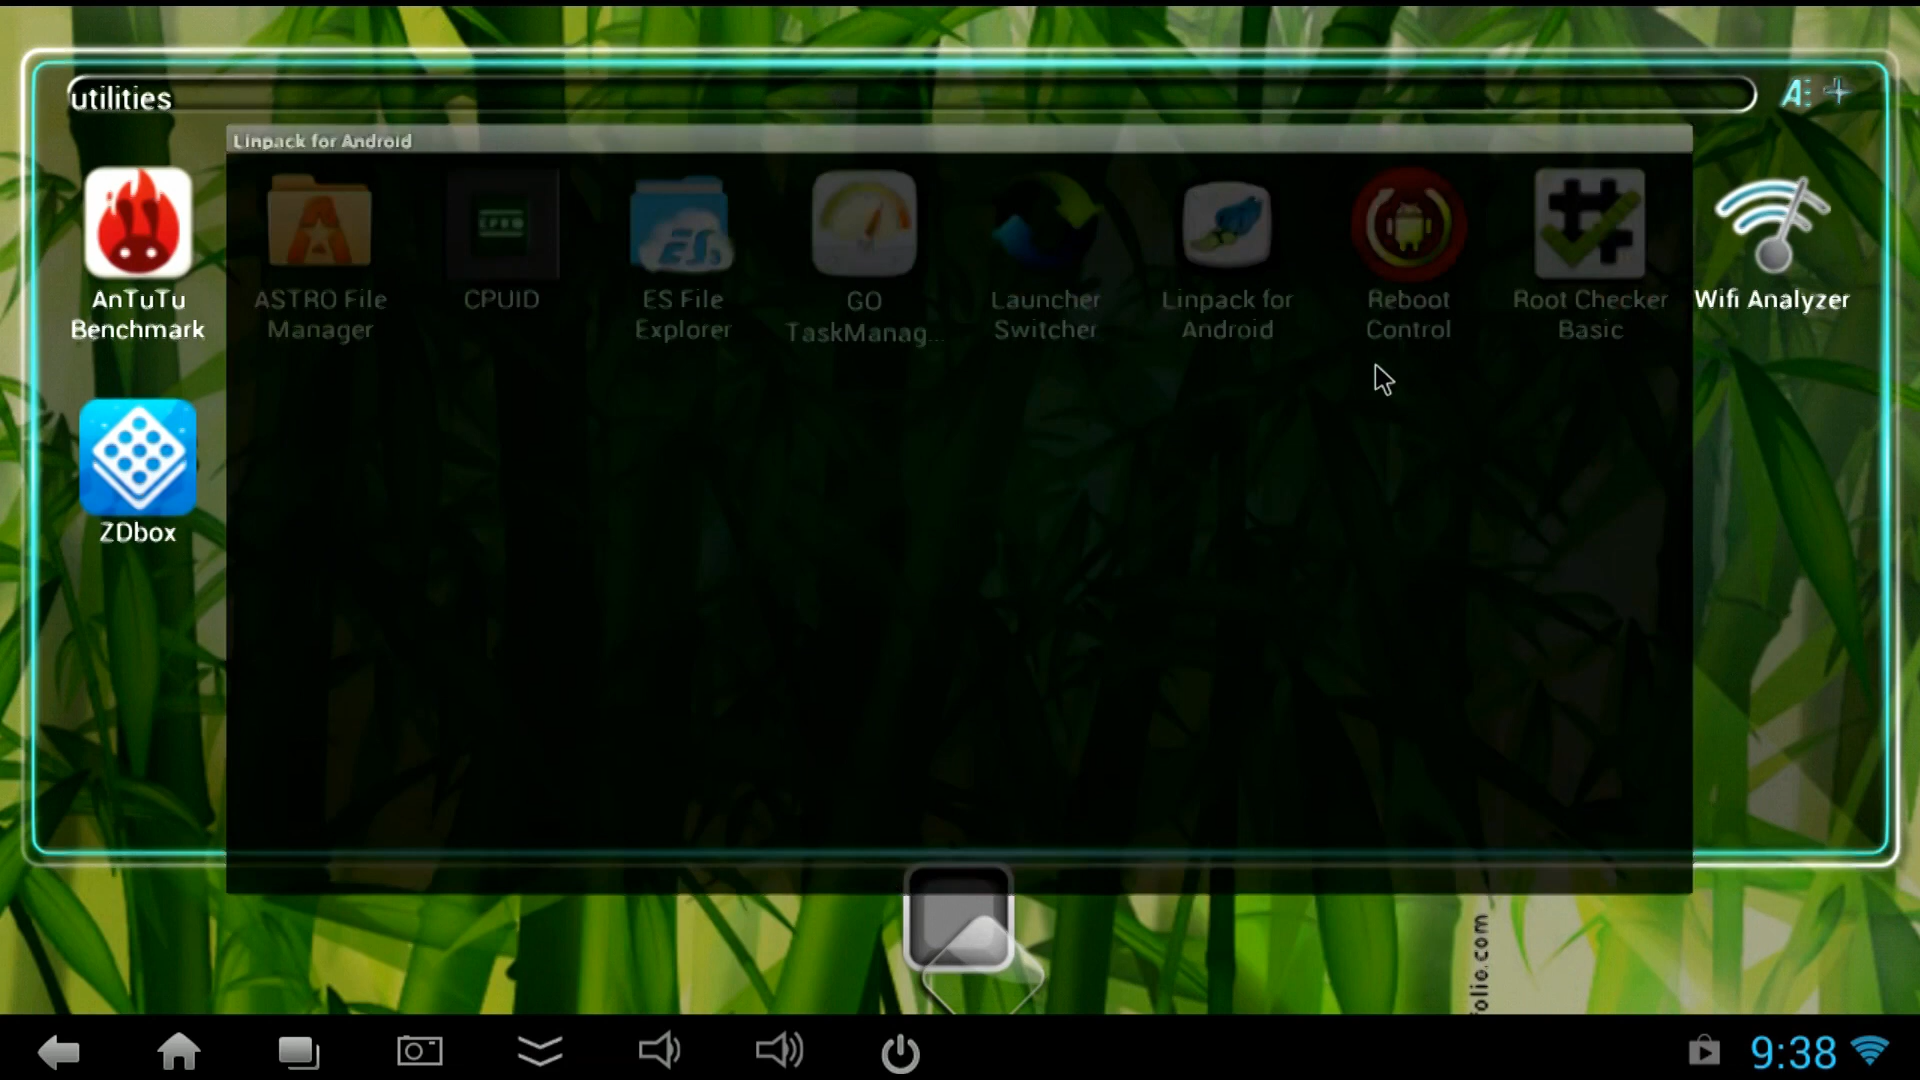 utilities
Linpack for Android
AnTuTu
Benchmark
ASTRO File
Manager
CPUID
ES File
Explorer
GO
TaskManag...
Launcher
Switcher
Linpack for
Android
Reboot
Control
Root Checker
Basic
Wifi Analyzer
ZDbox
folio.com
9:38